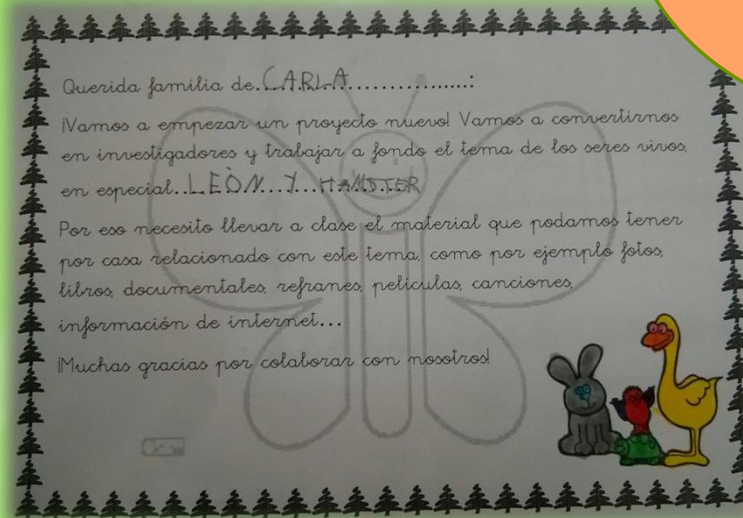 Querida familia de..CARLA.................:
¡Vamos a empezar un proyecto nuevo! Vamos a convertirnos
en investigadores y trabajar a fondo el tema de los seres vivos,
en especial..LEÒN...Y...HAMSTER
Por eso necesito llevar a clase el material que podamos tener
por casa relacionado con este tema, como por ejemplo fotos,
libros, documentales, refranes, películas, canciones,
información de internet...
¡Muchas gracias por colaborar con nosotros!